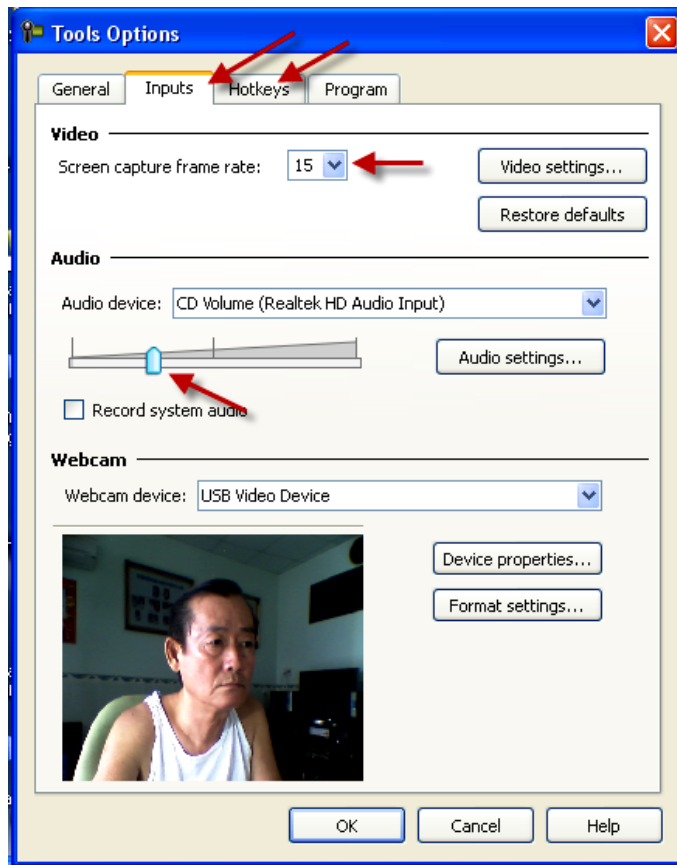 Tools Options
General Inputs Hotkeys Program
Video
Screen capture frame rate: 15 Video settings...
Restore defaults
Audio
Audio device: CD Volume (Realtek HD Audio Input)
Audio settings...
Record system audio
Webcam
Webcam device: USB Video Device
Device properties...
Format settings...
OK Cancel Help